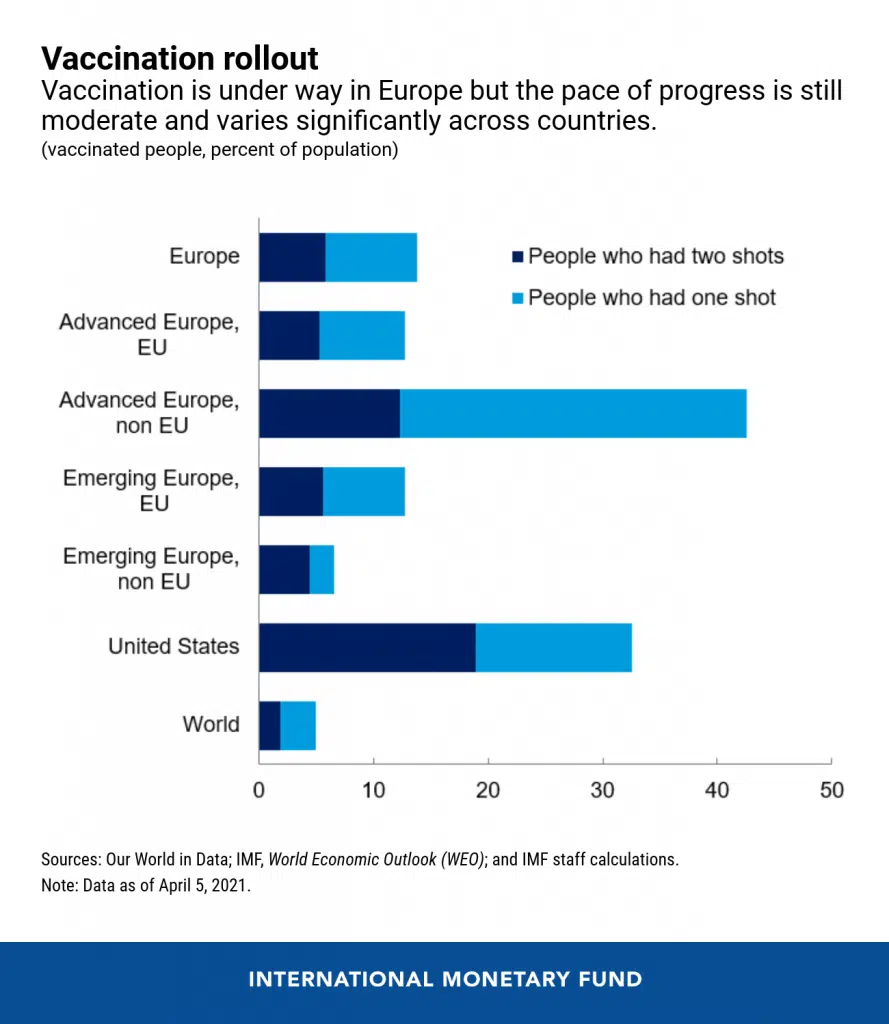 Vaccination rollout
Vaccination is under way in Europe but the pace of progress is still
moderate and varies significantly across countries.
(vaccinated people, percent of population)
People who had two shots
People who had one shot
Europe
Advanced Europe,
EU
Advanced Europe,
non EU
Emerging Europe,
EU
Emerging Europe,
non EU
United States
World
0 10 20 30 40 50
Sources: Our World in Data; IMF, World Economic Outlook (WEO); and IMF staff calculations.
Note: Data as of April 5, 2021.
INTERNATIONAL MONETARY FUND